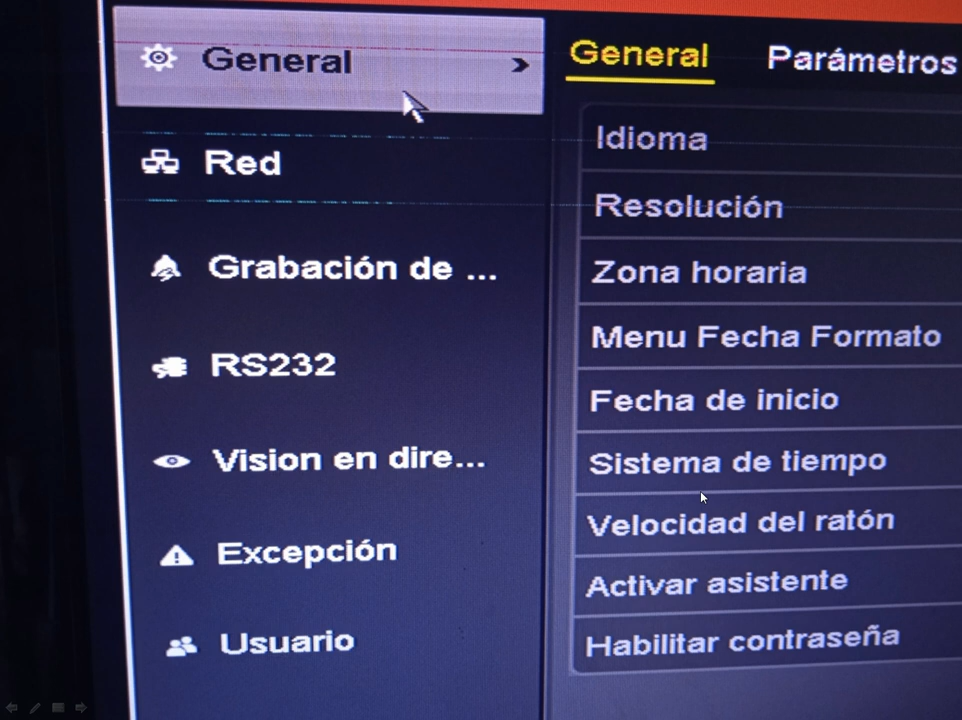 General
Red
Grabación de ...
RS232
Vision en dire...
Excepción
Usuario
General Parámetros
Idioma
Resolución
Zona horaria
Menu Fecha Formato
Fecha de inicio
Sistema de tiempo
Velocidad del ratón
Activar asistente
Habilitar contraseña